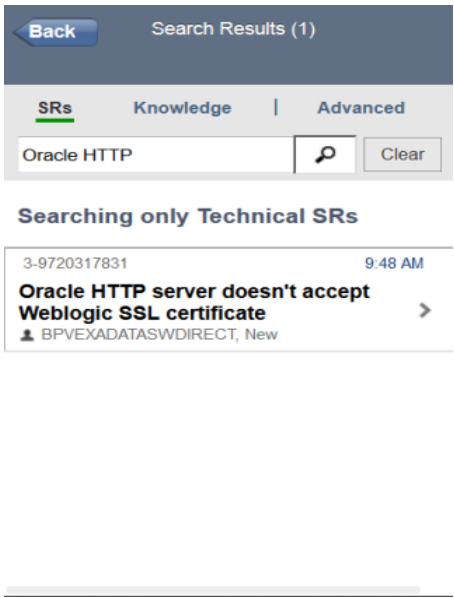 Back Search Results (1)
SRs Knowledge | Advanced
Oracle HTTP Clear
Searching only Technical SRs
3-9720317831 9:48 AM
Oracle HTTP server doesn't accept
Weblogic SSL certificate
BPVEXADATASWDIRECT, New